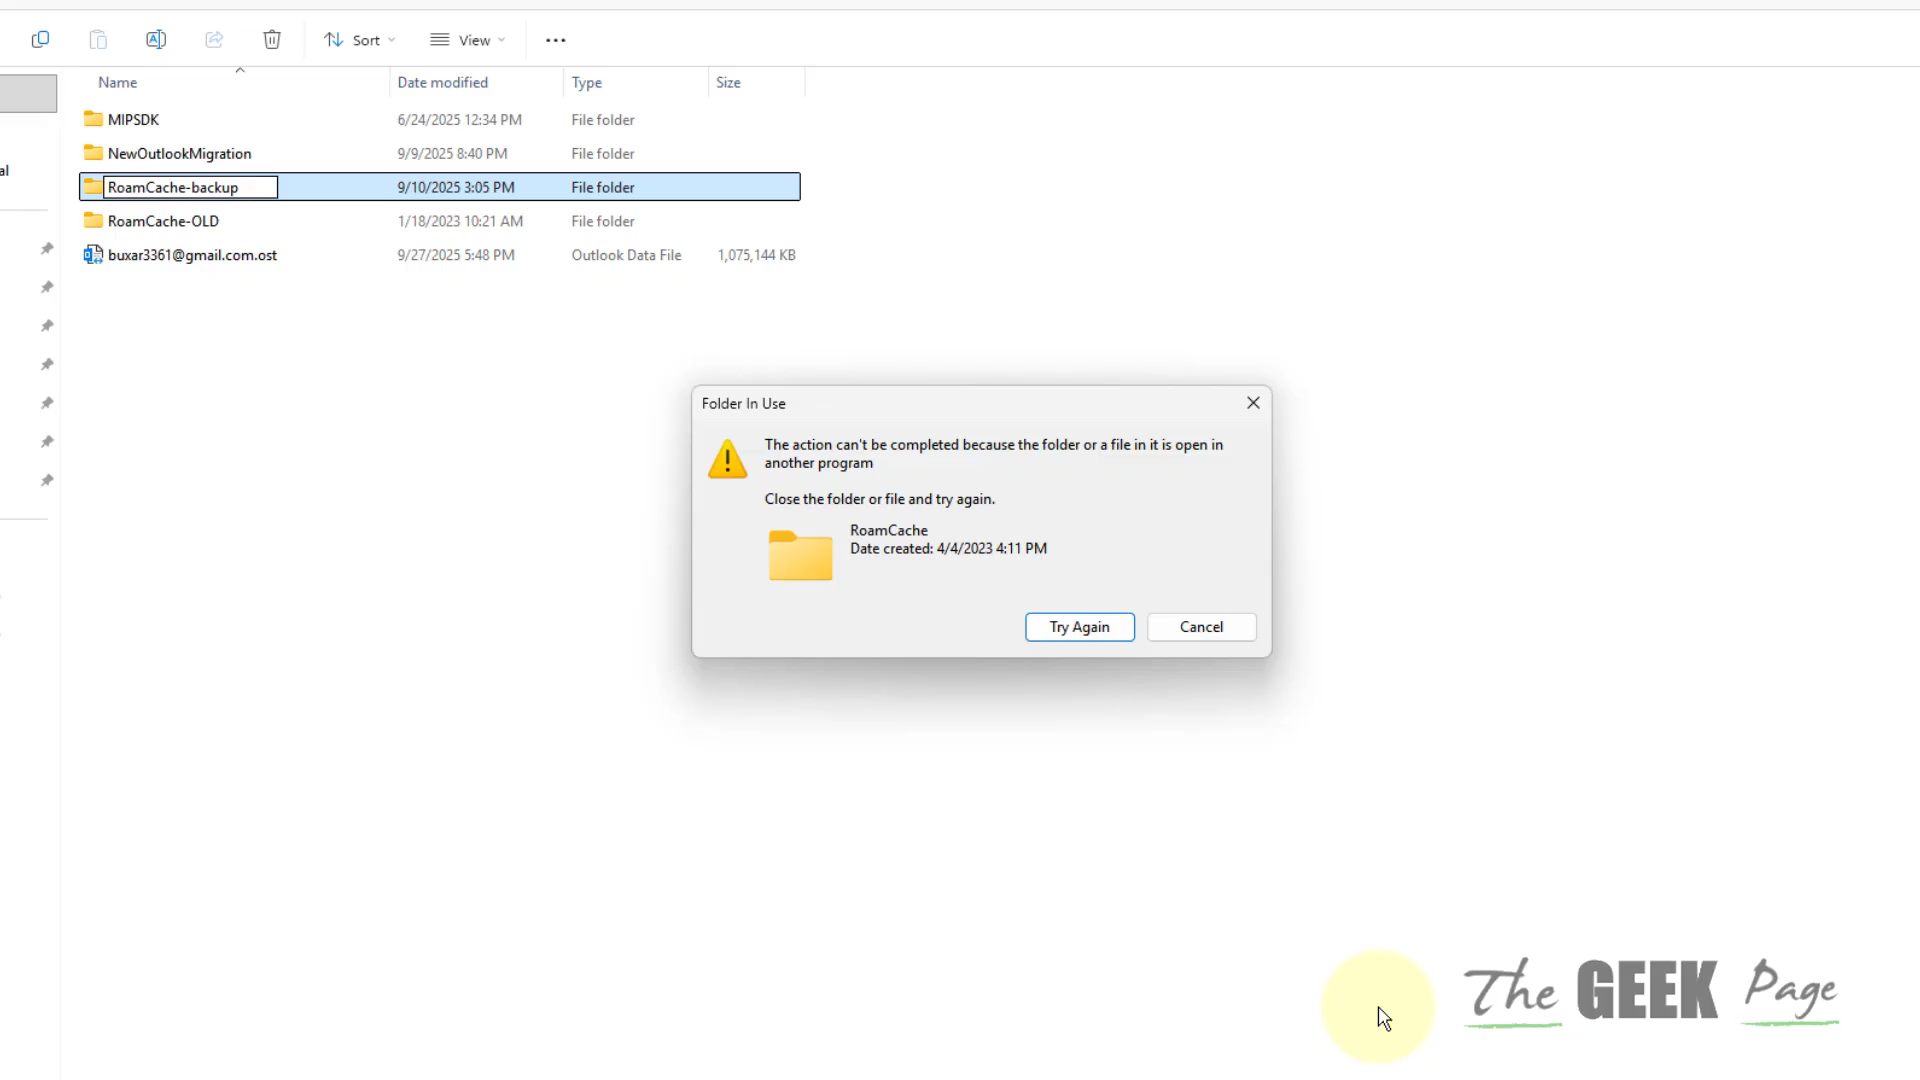 Sort
View
Name
Date modified
Type
Size
MIPSDK
6/24/2025 12:34 PM
File folder
NewOutlookMigration
9/9/2025 8:40 PM
File folder
al
RoamCache-backup
9/10/2025 3:05 PM
File folder
RoamCache-OLD
1/18/2023 10:21 AM
File folder
buxar3361@gmail.com.ost
9/27/2025 5:48 PM
Outlook Data File
1,075,144 KB
Folder In Use
The action can't be completed because the folder or a file in it is open in
another program
Close the folder or file and try again.
RoamCache
Date created: 4/4/2023 4:11 PM
Try Again
Cancel
The GEEK Page